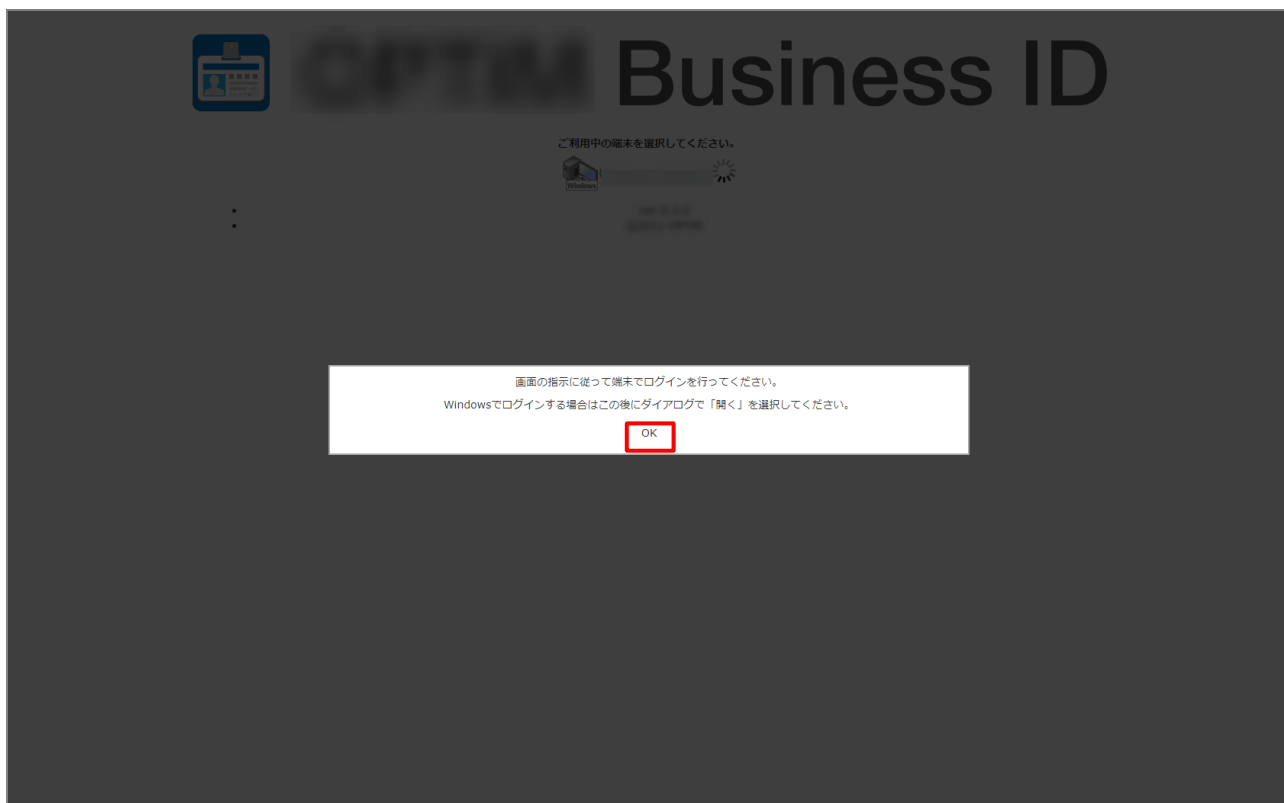 Business ID
ご利用中の端末を選択してください。
Windows
画面の指示に従って端末でログインを行ってください。
Windowsでログインする場合はこの後にダイアログで「開く」を選択してください。
OK